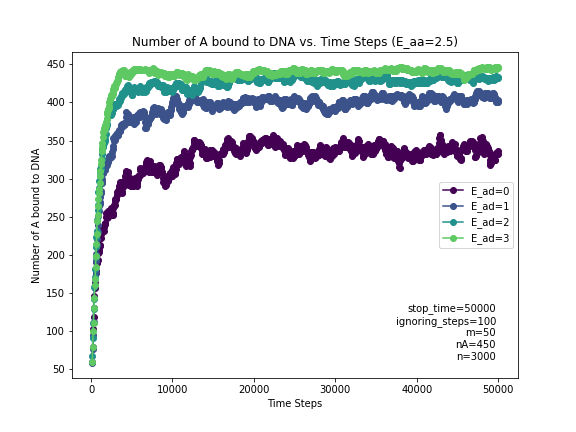 Number of A bound to DNA vs. Time Steps (E_aa=2.5)
Number of A bound to DNA
450
400
350
300
250
200
150
100
50
E_ad=0
E_ad=1
E_ad=2
E_ad=3
stop_time=50000
ignoring_steps=100
m=50
nA=450
n=3000
0 10000 20000 30000 40000 50000
Time Steps